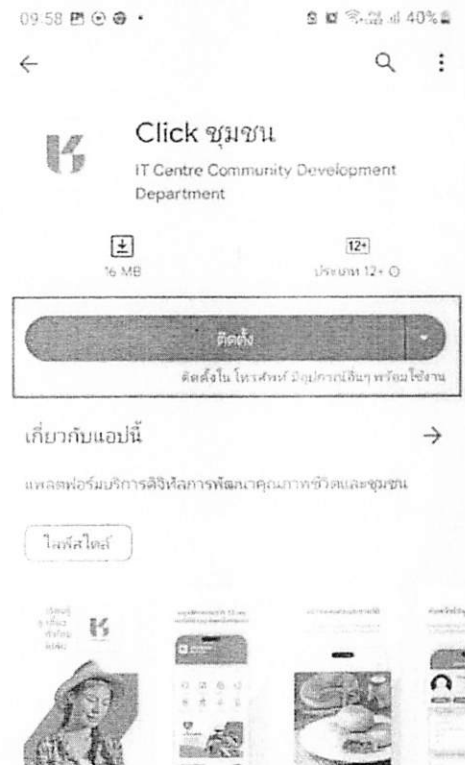 09:58
40%
Click ชุมชน
IT Centre Community Development
Department
12+
16 MB
ประเภท 12+
ติดตั้ง
ติดตั้งใน โทรศัพท์ มีอุปกรณ์อื่นๆ พร้อมใช้งาน
เกี่ยวกับแอปนี้
แพลตฟอร์มบริการดิจิทัลการพัฒนาคุณภาพชีวิตและชุมชน
ไลฟ์สไตล์